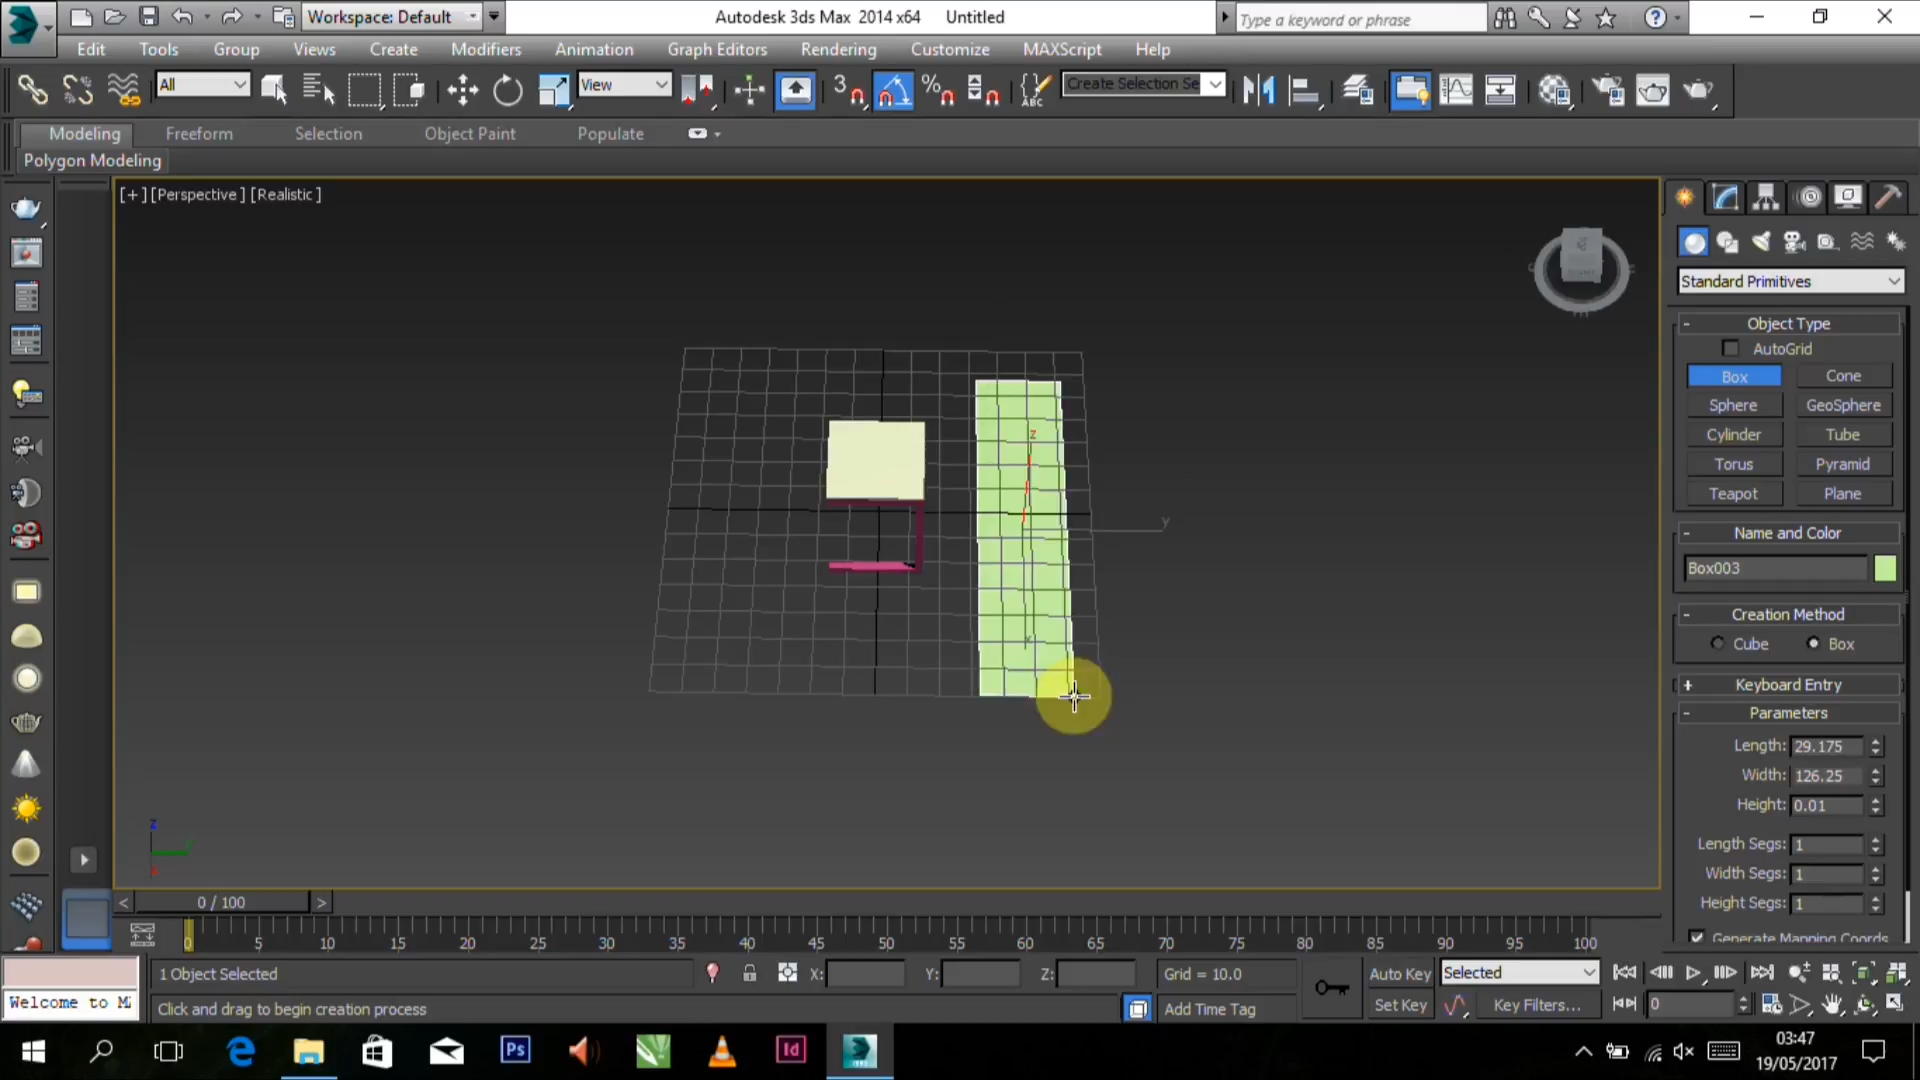 Workspace: Default
Autodesk 3ds Max 2014 x64 Untitled
Type a keyword or phrase
Edit Tools Group Views Create Modifiers Animation Graph Editors Rendering Customize MAXScript Help
All
View
3
ABC
Create Selection Se
Modeling Freeform Selection Object Paint Populate
Polygon Modeling
[+][Perspective][Realistic]
Standard Primitives
- Object Type
AutoGrid
Box Cone
Sphere GeoSphere
Cylinder Tube
Torus Pyramid
Teapot Plane
- Name and Color
Box003
- Creation Method
Cube Box
+ Keyboard Entry
- Parameters
Length: 29.175
Width: 126.25
Height: 0.01
Length Segs: 1
Width Segs: 1
Height Segs: 1
Generate Mapping Coords
z
y
x
z
< 0 / 100 >
0 5 10 15 20 25 30 35 40 45 50 55 60 65 70 75 80 85 90 95 100
1 Object Selected
X: Y: Z:
Grid = 10.0
Auto Key
Selected
Welcome to M
Click and drag to begin creation process
Add Time Tag
Set Key
Key Filters...
0
Ps
Id
03:47
19/05/2017